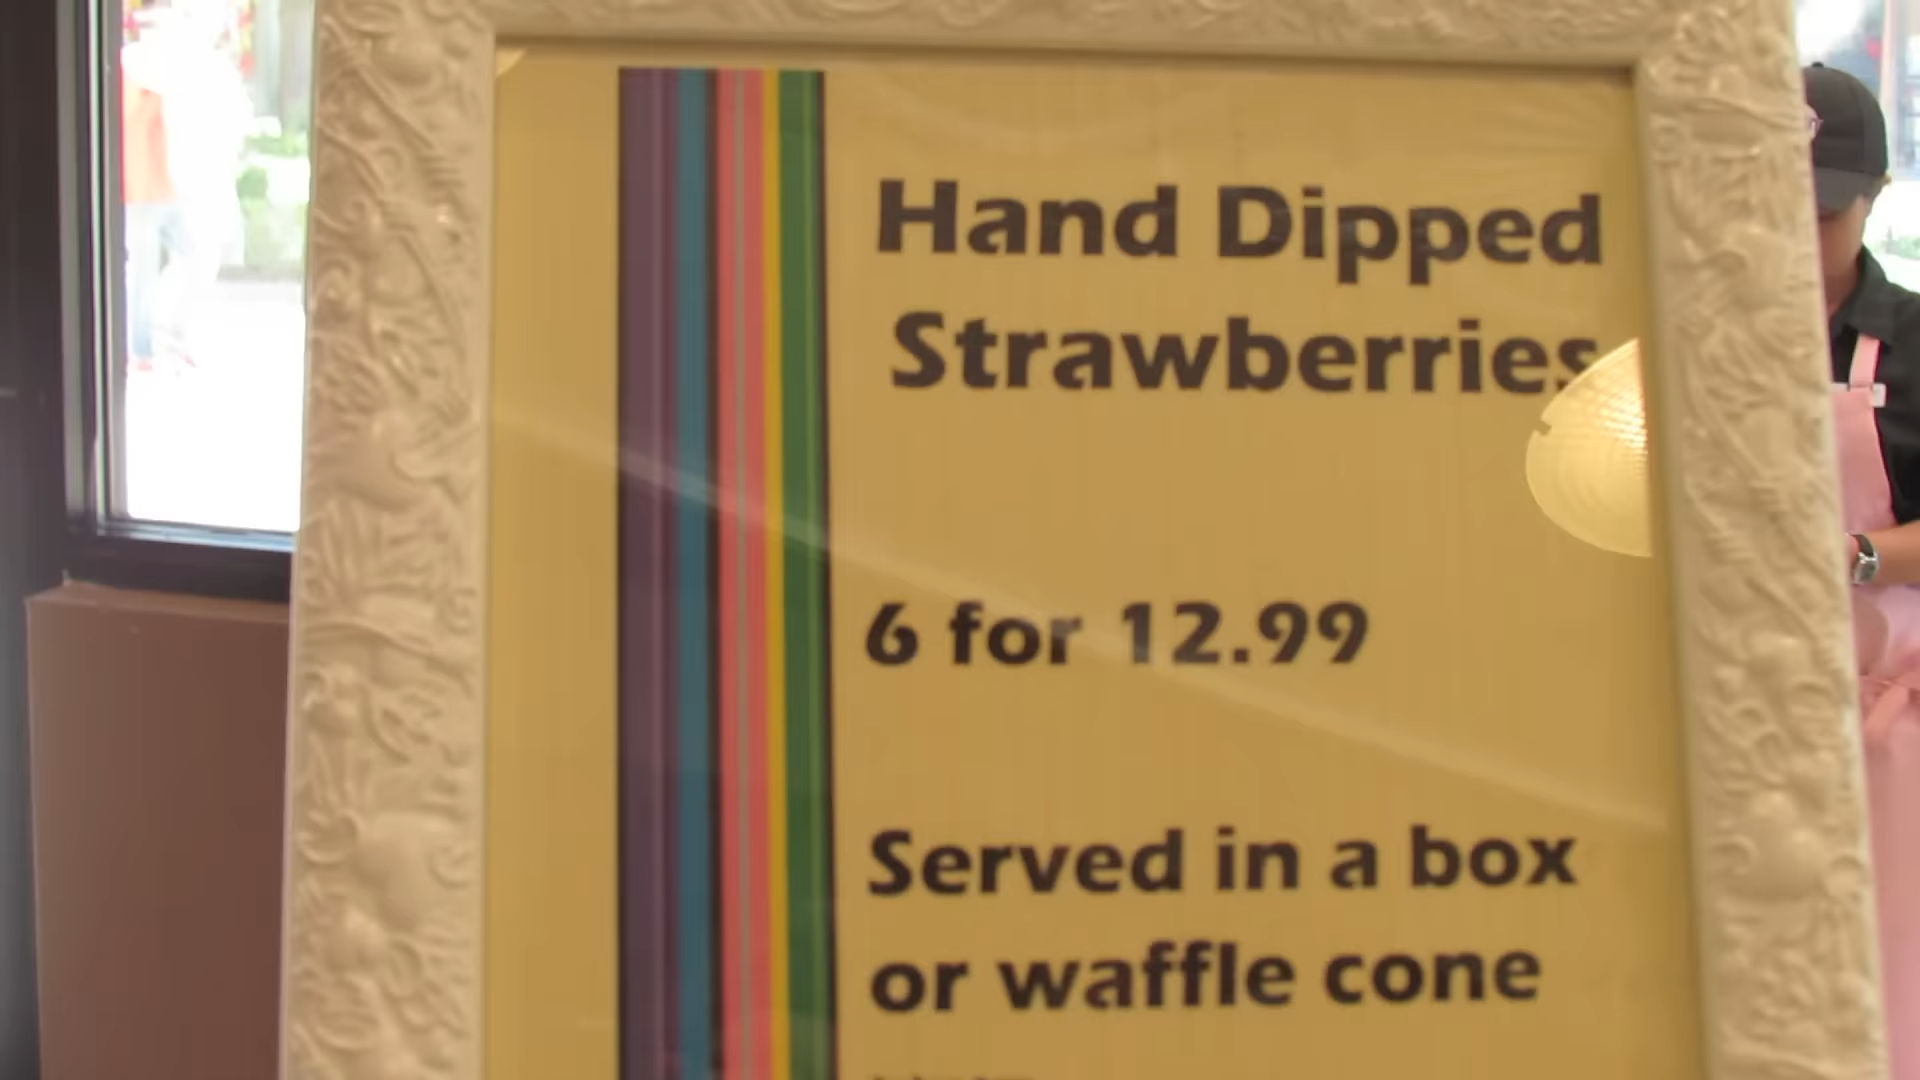 Hand Dipped
Strawberries
6 for 12.99
Served in a box
or waffle cone